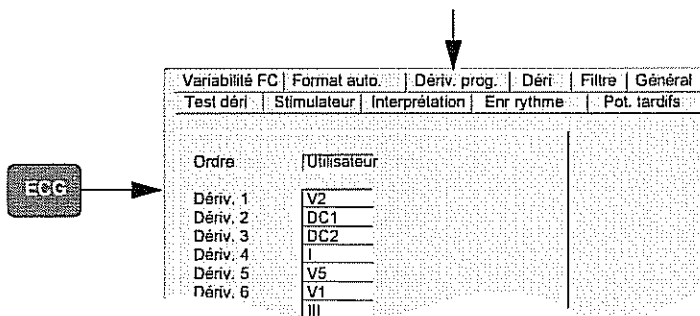 Variabilité FC | Format auto. | Dériv. prog. | Déri | Filtre | Général
Test déri | Stimulateur | Interprétation | Enr rythme | Pot. tardifs
Ordre Utilisateur
ECG
Dériv. 1 V2
Dériv. 2 DC1
Dériv. 3 DC2
Dériv. 4 I
Dériv. 5 V5
Dériv. 6 V1
III